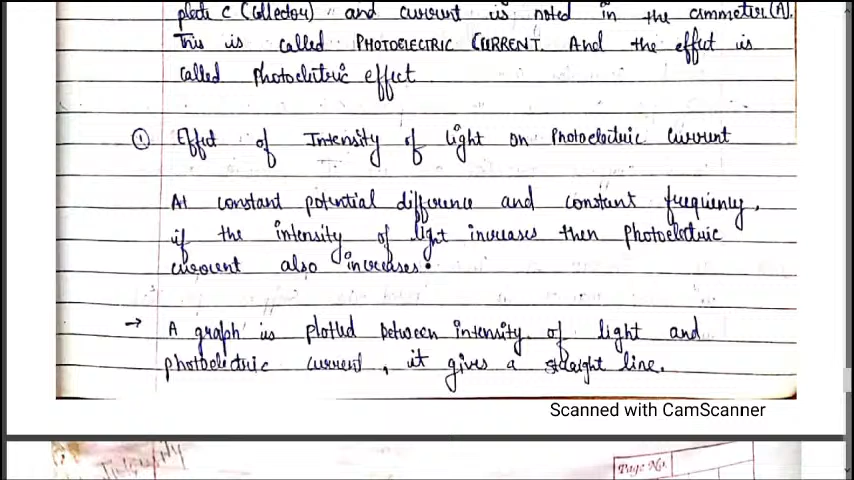 plate C (Collector) and current is noted in the ammeter (A).
This is called PHOTOELECTRIC CURRENT. And the effect is
called Photoelectric effect
① Effect of Intensity of light on Photoelectric Current
At constant potential difference and constant frequency,
if the intensity of light increases then photoelectric
current also increases.
→ A graph is plotted between intensity of light and
photoelectric current, it gives a straight line.
Scanned with CamScanner
Intensity
Page No.